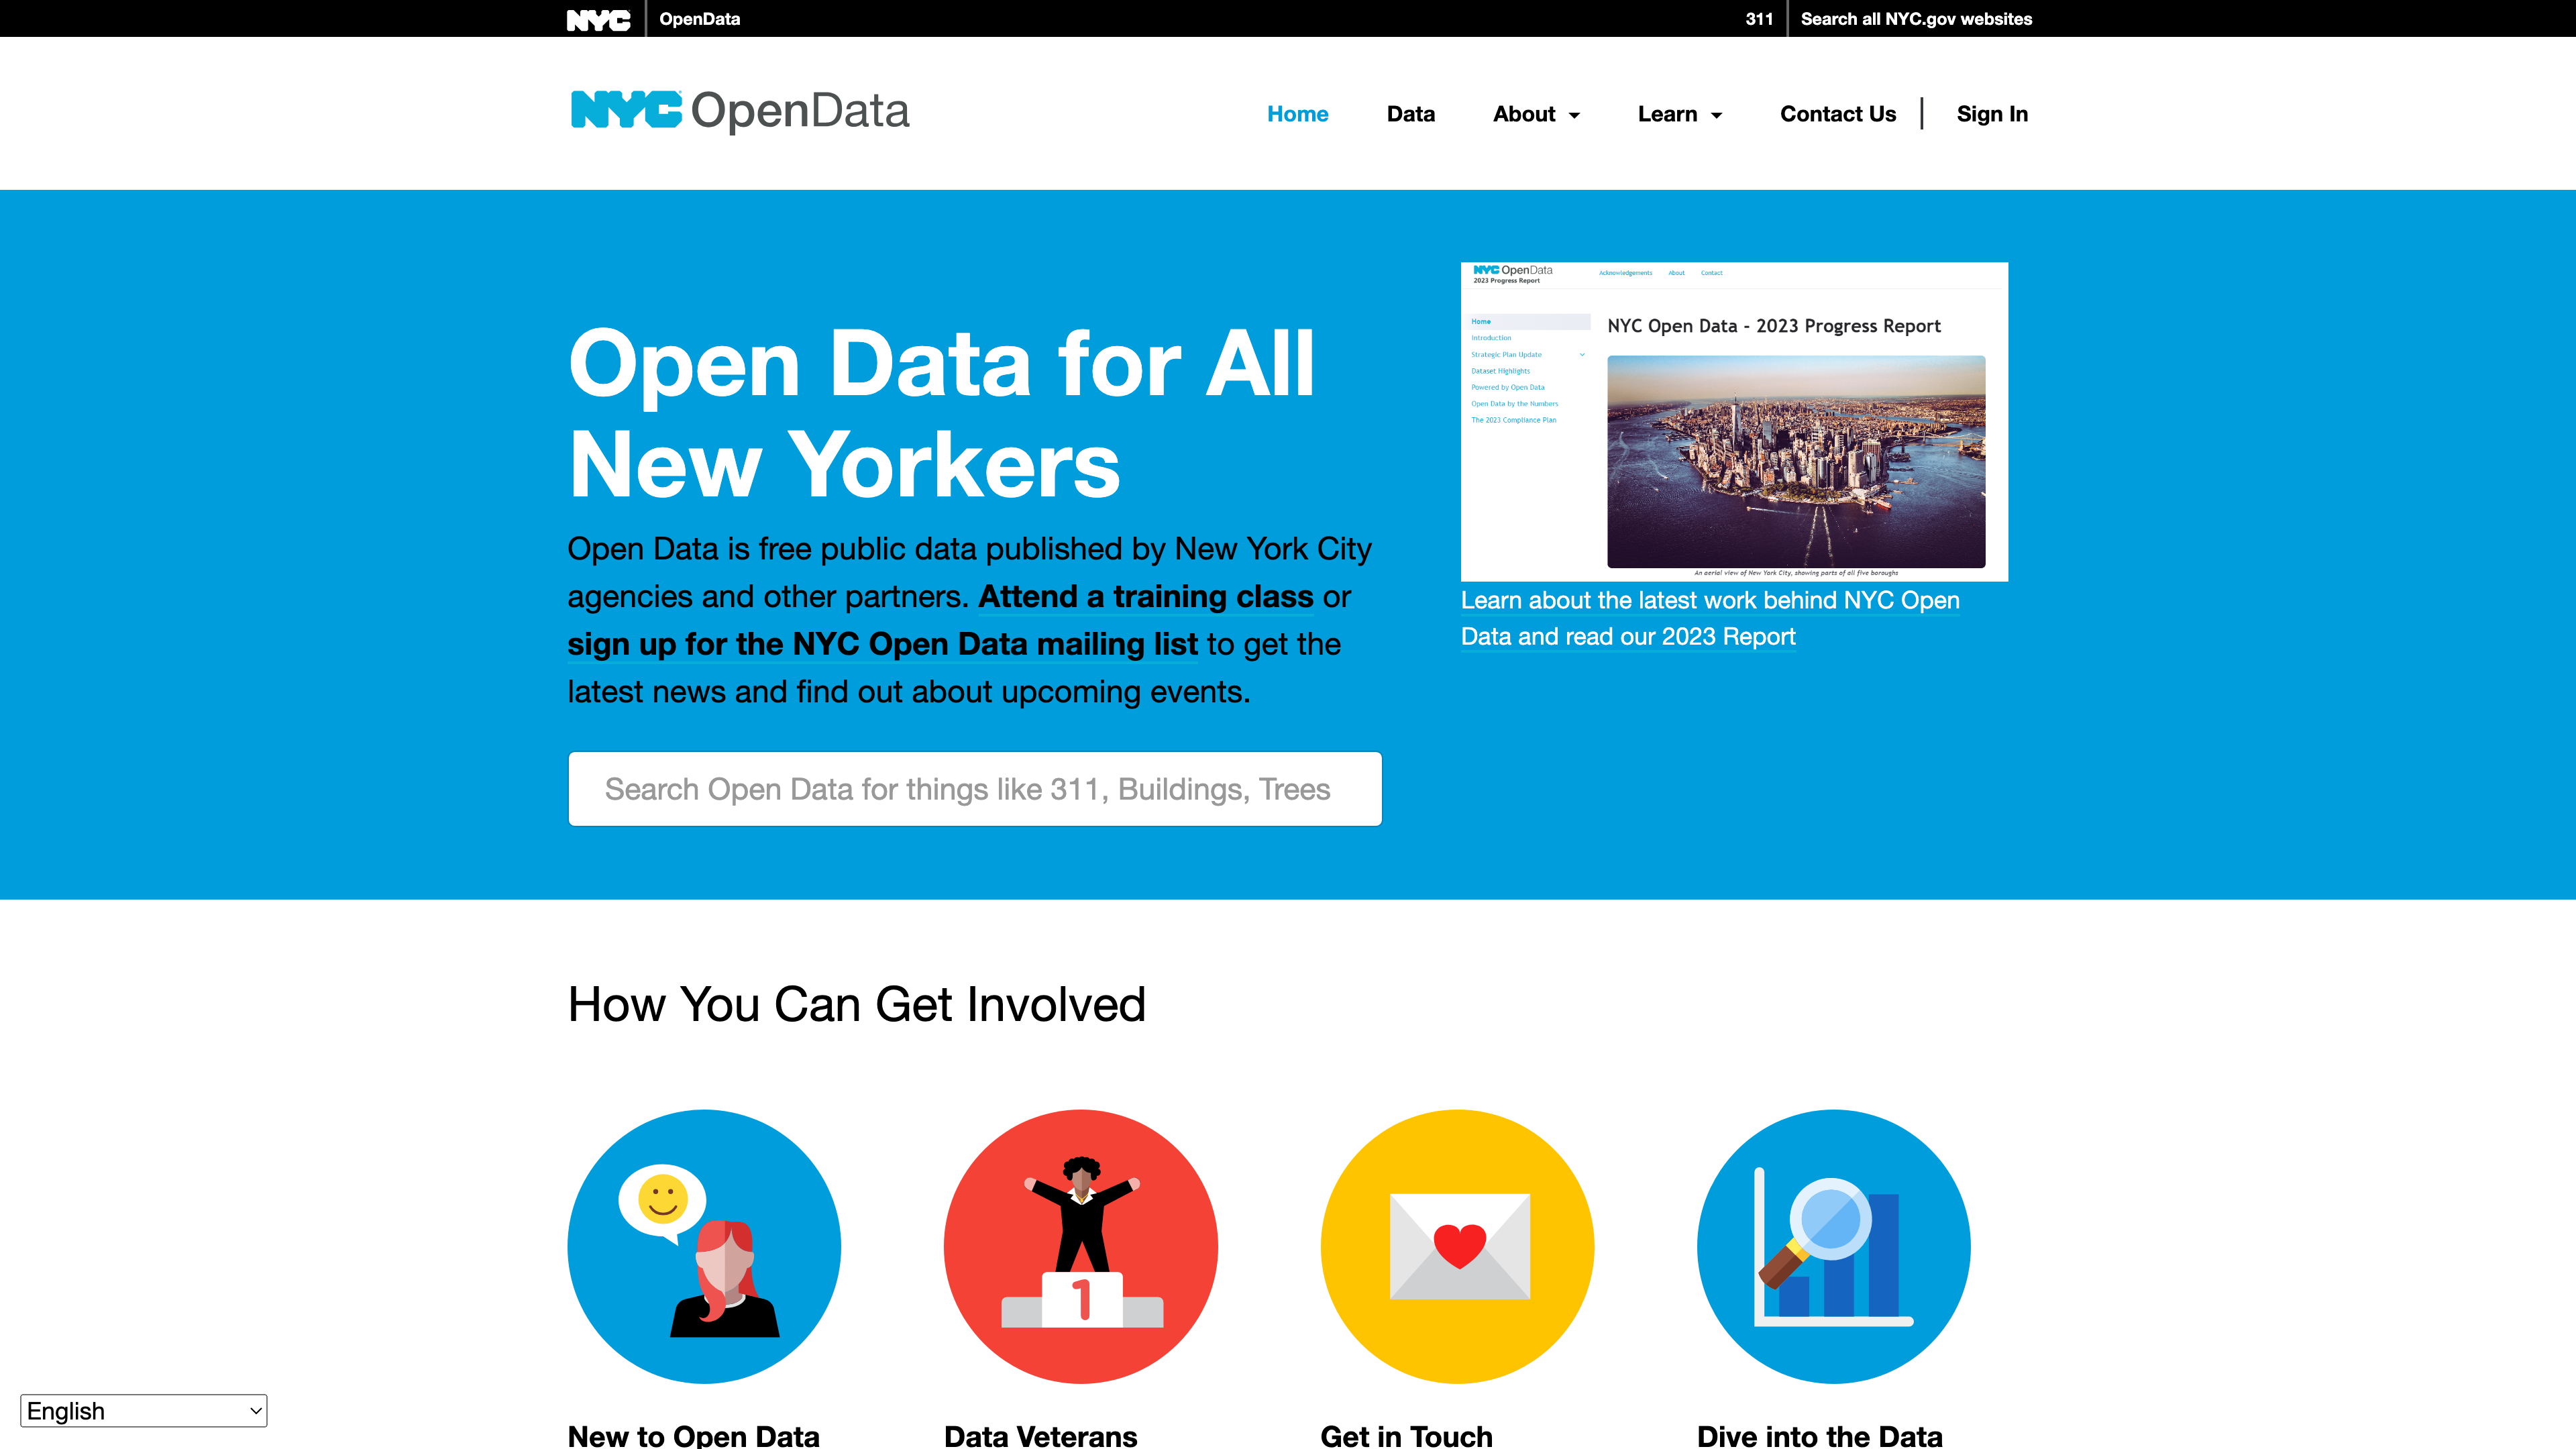 NYC OpenData
311 Search all NYC.gov websites
NYC OpenData
Home Data About Learn Contact Us Sign In
Open Data for All
New Yorkers
Open Data is free public data published by New York City
agencies and other partners. Attend a training class or
sign up for the NYC Open Data mailing list to get the
latest news and find out about upcoming events.
Search Open Data for things like 311, Buildings, Trees
NYC OpenData
2023 Progress Report
Acknowledgements About Contact
Home
Introduction
Strategic Plan Update
Dataset Highlights
Powered by Open Data
Open Data by the Numbers
The 2023 Compliance Plan
NYC Open Data - 2023 Progress Report
An aerial view of New York City, showing parts of all five boroughs
Learn about the latest work behind NYC Open
Data and read our 2023 Report
How You Can Get Involved
1
New to Open Data
Data Veterans
Get in Touch
Dive into the Data
English